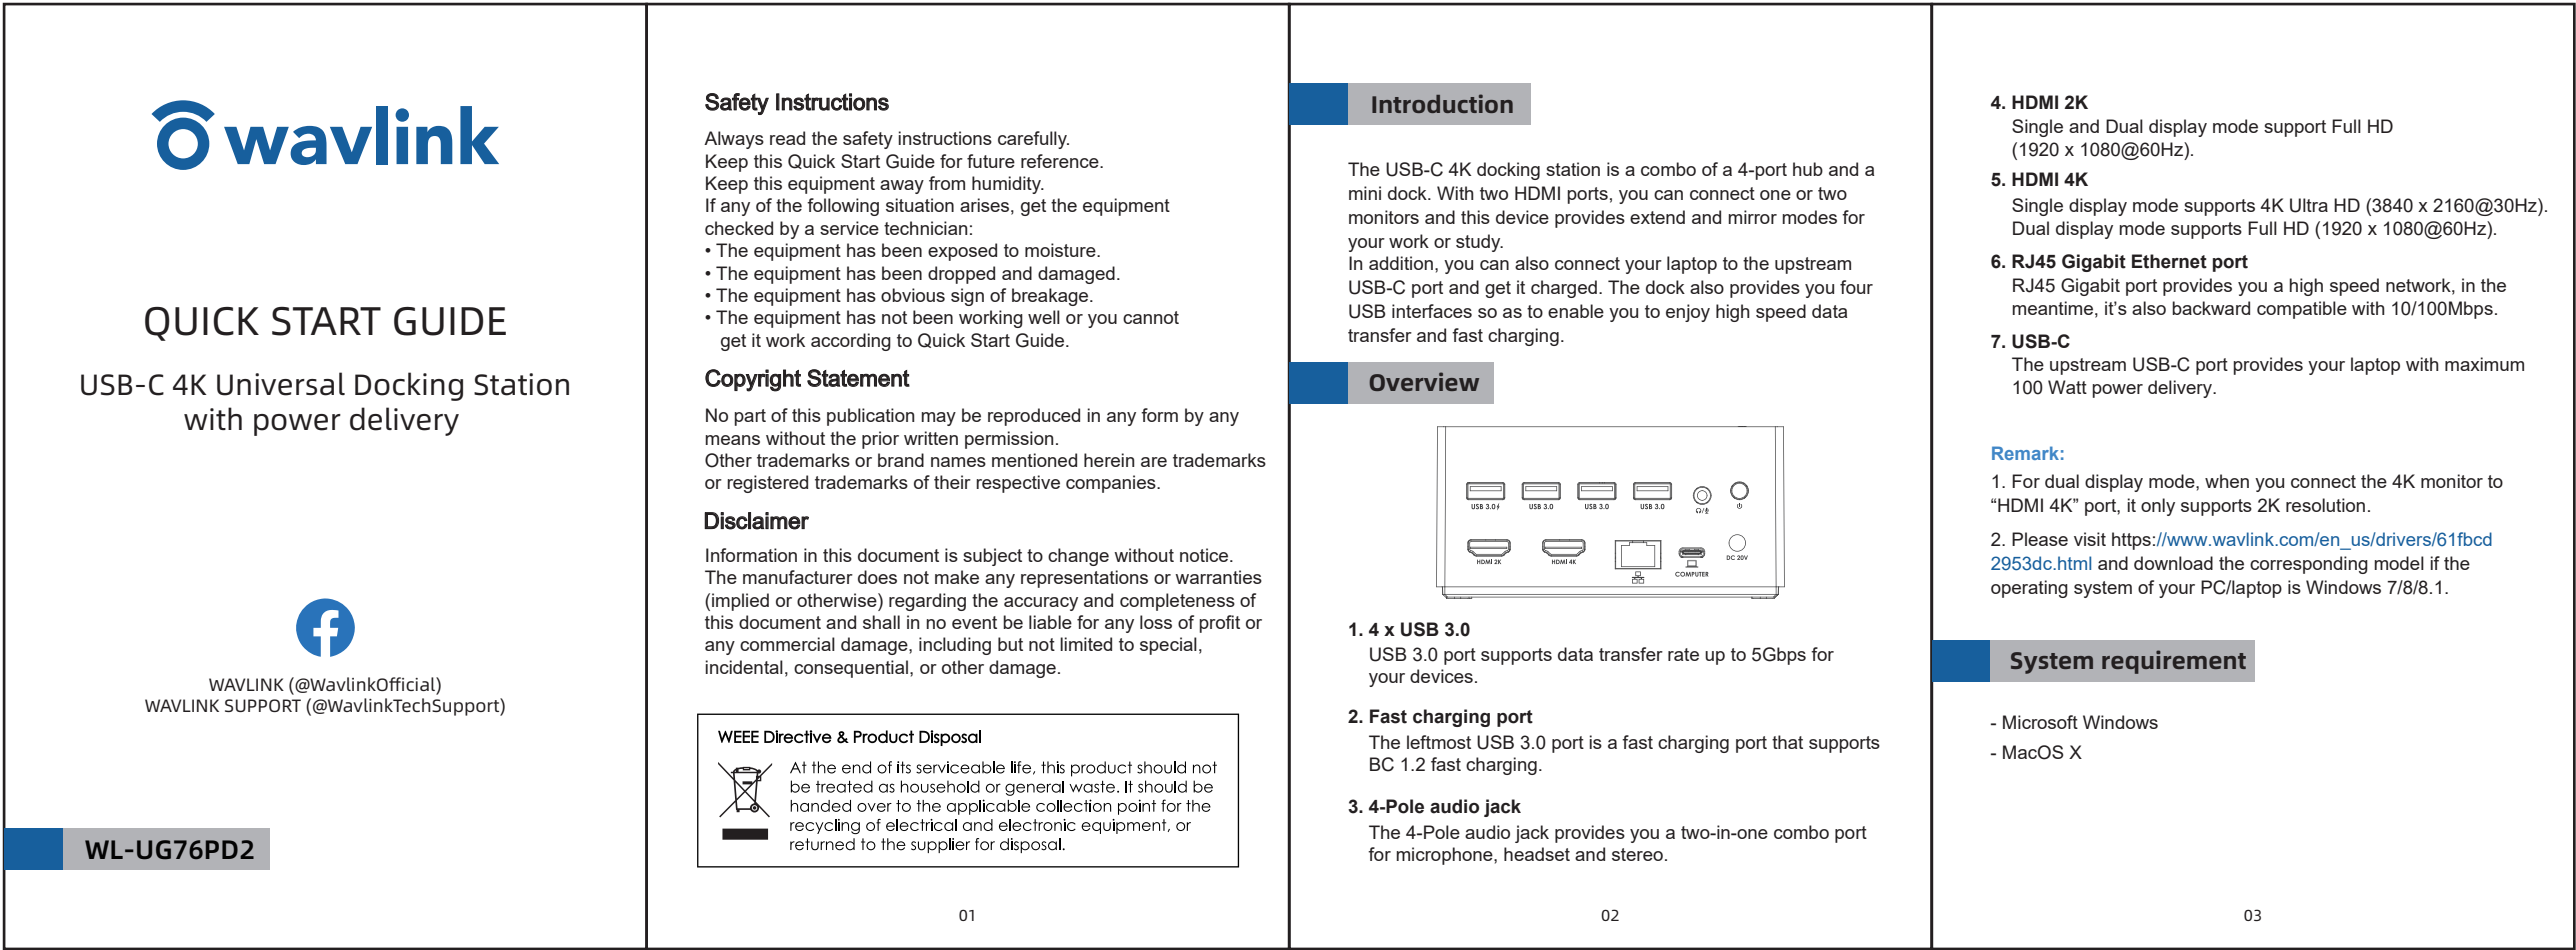 wavlink
QUICK START GUIDE
USB-C 4K Universal Docking Station
with power delivery
WAVLINK (@WavlinkOfficial)
WAVLINK SUPPORT (@WavlinkTechSupport)
WL-UG76PD2
Safety Instructions
Always read the safety instructions carefully.
Keep this Quick Start Guide for future reference.
Keep this equipment away from humidity.
If any of the following situation arises, get the equipment
checked by a service technician:
• The equipment has been exposed to moisture.
• The equipment has been dropped and damaged.
• The equipment has obvious sign of breakage.
• The equipment has not been working well or you cannot
get it work according to Quick Start Guide.
Copyright Statement
No part of this publication may be reproduced in any form by any
means without the prior written permission.
Other trademarks or brand names mentioned herein are trademarks
or registered trademarks of their respective companies.
Disclaimer
Information in this document is subject to change without notice.
The manufacturer does not make any representations or warranties
(implied or otherwise) regarding the accuracy and completeness of
this document and shall in no event be liable for any loss of profit or
any commercial damage, including but not limited to special,
incidental, consequential, or other damage.
WEEE Directive & Product Disposal
At the end of its serviceable life, this product should not
be treated as household or general waste. It should be
handed over to the applicable collection point for the
recycling of electrical and electronic equipment, or
returned to the supplier for disposal.
01
Introduction
The USB-C 4K docking station is a combo of a 4-port hub and a
mini dock. With two HDMI ports, you can connect one or two
monitors and this device provides extend and mirror modes for
your work or study.
In addition, you can also connect your laptop to the upstream
USB-C port and get it charged. The dock also provides you four
USB interfaces so as to enable you to enjoy high speed data
transfer and fast charging.
Overview
USB 3.0 USB 3.0 USB 3.0 USB 3.0
HDMI 2K HDMI 4K COMPUTER DC 20V
1. 4 x USB 3.0
USB 3.0 port supports data transfer rate up to 5Gbps for
your devices.
2. Fast charging port
The leftmost USB 3.0 port is a fast charging port that supports
BC 1.2 fast charging.
3. 4-Pole audio jack
The 4-Pole audio jack provides you a two-in-one combo port
for microphone, headset and stereo.
02
4. HDMI 2K
Single and Dual display mode support Full HD
(1920 x 1080@60Hz).
5. HDMI 4K
Single display mode supports 4K Ultra HD (3840 x 2160@30Hz).
Dual display mode supports Full HD (1920 x 1080@60Hz).
6. RJ45 Gigabit Ethernet port
RJ45 Gigabit port provides you a high speed network, in the
meantime, it’s also backward compatible with 10/100Mbps.
7. USB-C
The upstream USB-C port provides your laptop with maximum
100 Watt power delivery.
Remark:
1. For dual display mode, when you connect the 4K monitor to
“HDMI 4K” port, it only supports 2K resolution.
2. Please visit https://www.wavlink.com/en_us/drivers/61fbcd
2953dc.html and download the corresponding model if the
operating system of your PC/laptop is Windows 7/8/8.1.
System requirement
- Microsoft Windows
- MacOS X
03